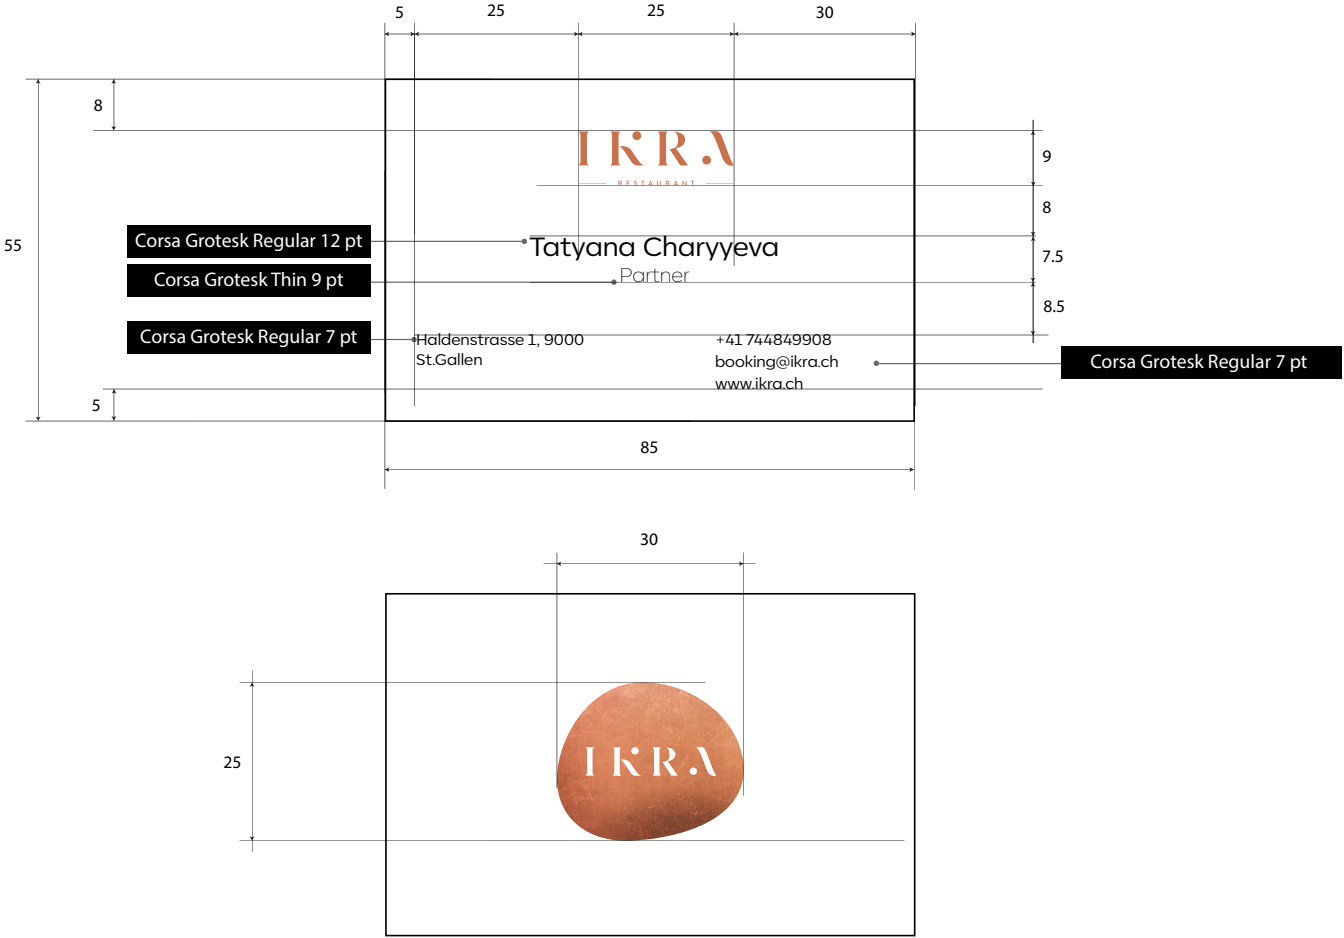 5 25 25 30
8
IKRA
RESTAURANT
9
8
55
Corsa Grotesk Regular 12 pt
Tatyana Charyyeva
7.5
Corsa Grotesk Thin 9 pt
Partner
8.5
Corsa Grotesk Regular 7 pt
Haldenstrasse 1, 9000
St.Gallen
+41 744849908
booking@ikra.ch
www.ikra.ch
Corsa Grotesk Regular 7 pt
5
85
30
25
IKRA